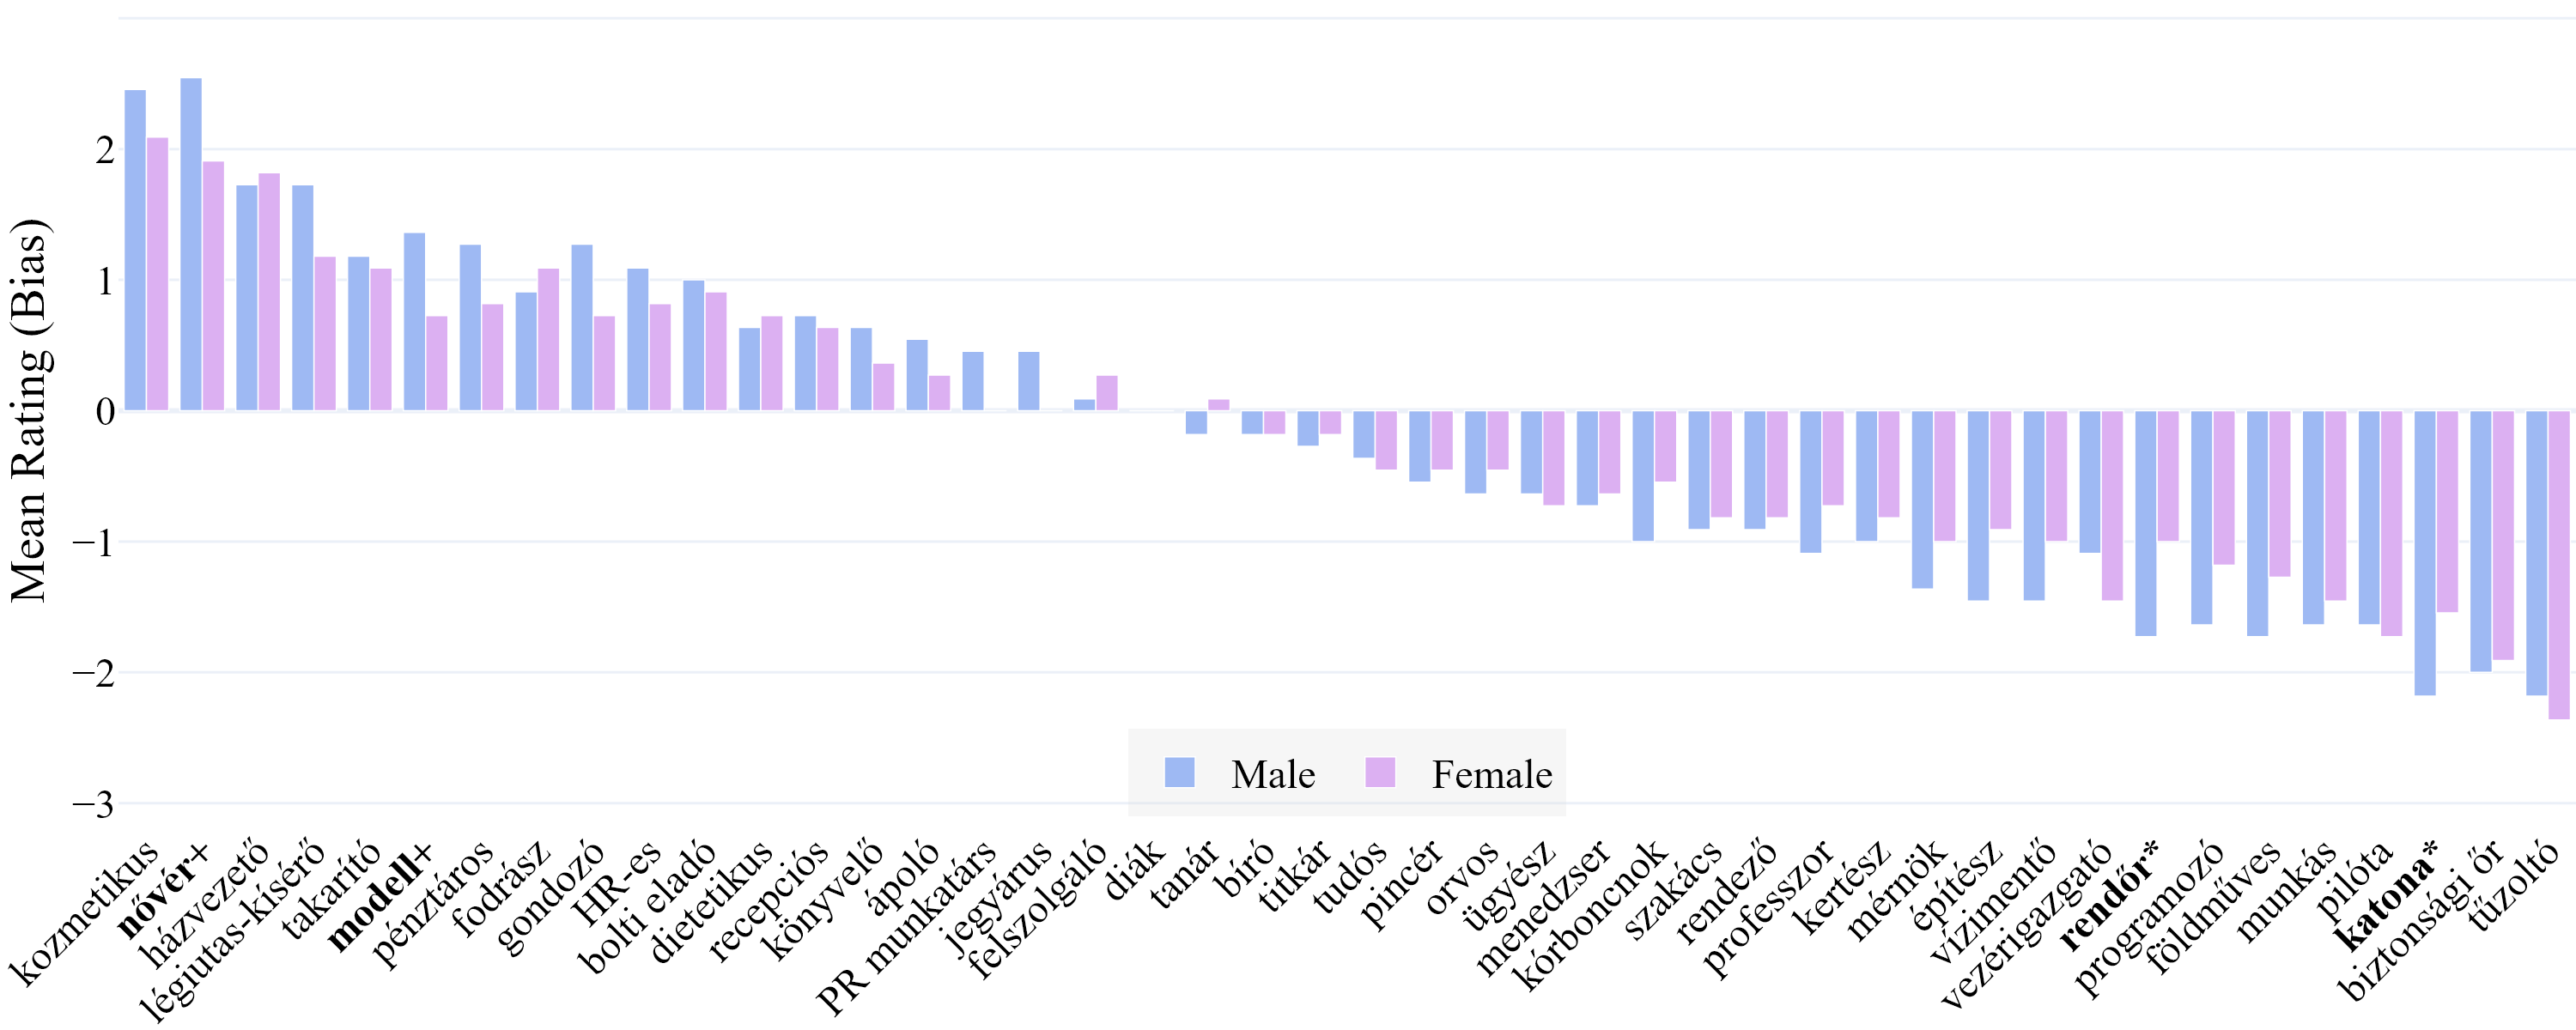 Mean Rating (Bias)
2
1
0
−1
−2
−3
Male
Female
kozmetikus
nővér+
házvezető
légiutas-kísérő
takarító
modell+
pénztáros
fodrász
gondozó
HR-es
bolti eladó
dietetikus
recepciós
könyvelő
ápoló
PR munkatárs
jegyárus
felszolgáló
diák
tanár
bíró
titkár
tudós
pincér
orvos
ügyész
menedzser
kórboncnok
szakács
rendező
professzor
kertész
mérnök
építész
vízimentő
vezérigazgató
rendőr*
programozó
földműves
munkás
pilóta
katona*
biztonsági őr
tűzoltó